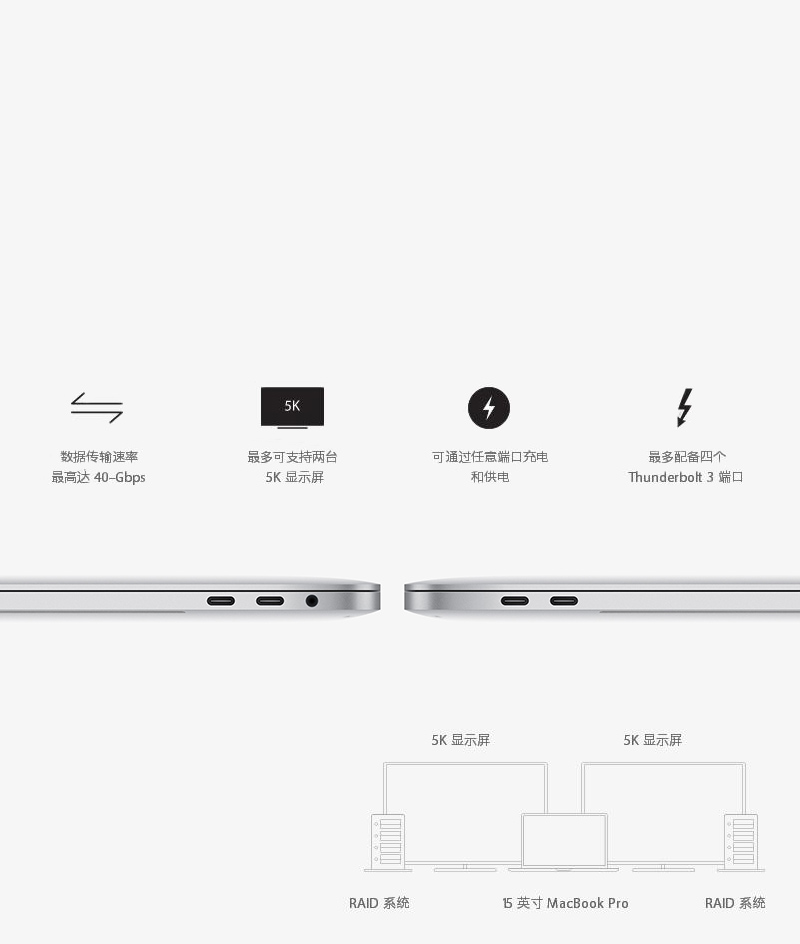 5K
数据传输速率
最高达 40-Gbps
最多可支持两台
5K 显示屏
可通过任意端口充电
和供电
最多配备四个
Thunderbolt 3 端口
5K 显示屏
5K 显示屏
RAID 系统
15 英寸 MacBook Pro
RAID 系统